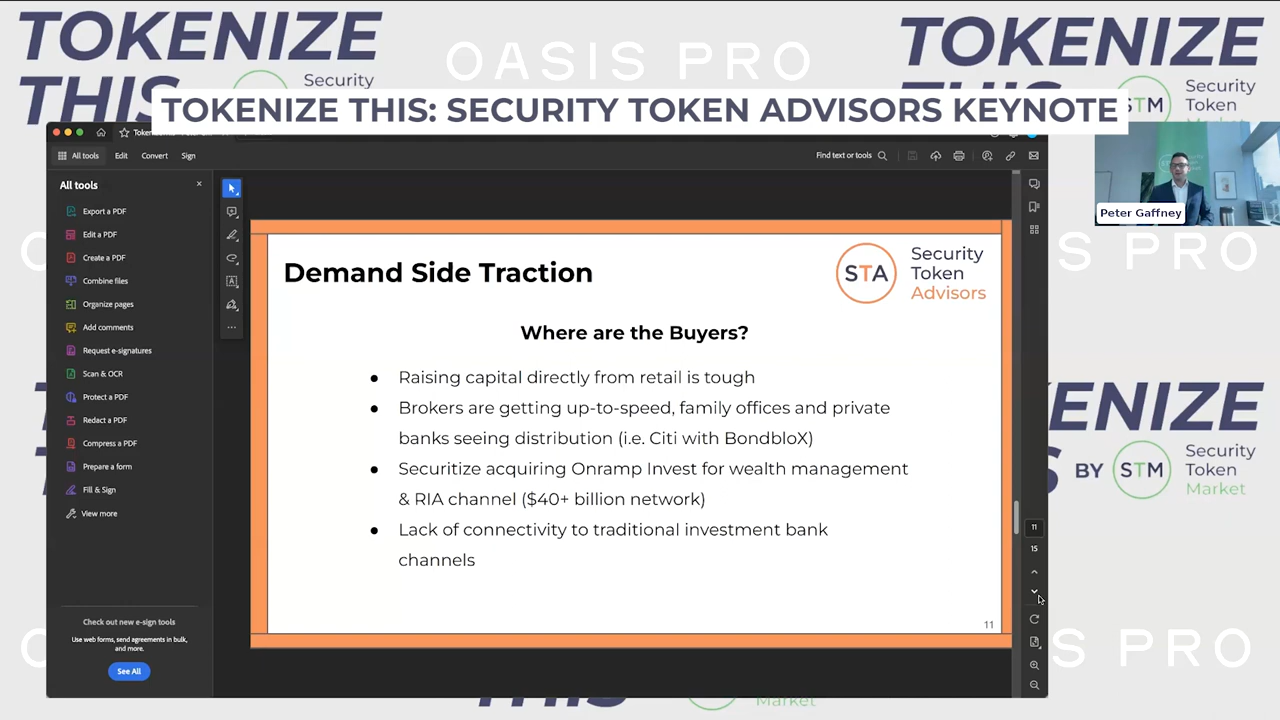 TOKENIZE
THIS
Security
OASIS PRO
TOKENIZE
THIS
STM
Security
Token
TOKENIZE THIS: SECURITY TOKEN ADVISORS KEYNOTE
All tools
Edit
Convert
Sign
Find text or tools
Peter Gaffney
All tools
Export a PDF
Edit a PDF
Create a PDF
Combine files
Organize pages
Add comments
Request e-signatures
Scan & OCR
Protect a PDF
Redact a PDF
Compress a PDF
Prepare a form
Fill & Sign
View more
Check out new e-sign tools
Use web forms, send agreements in bulk,
and more.
See All
Demand Side Traction
STA
Security
Token
Advisors
Where are the Buyers?
● Raising capital directly from retail is tough
● Brokers are getting up-to-speed, family offices and private
banks seeing distribution (i.e. Citi with BondbloX)
● Securitize acquiring Onramp Invest for wealth management
& RIA channel ($40+ billion network)
● Lack of connectivity to traditional investment bank
channels
11
11
15
S PRO
ENIZE
S BY STM
Security
Token
Market
S PRO
Market